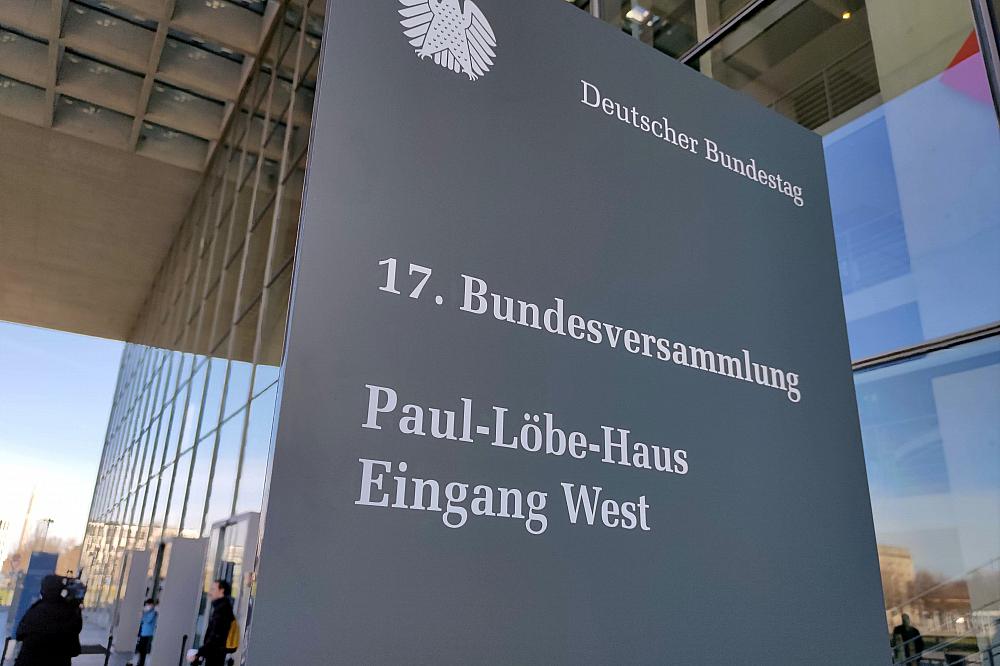 Deutscher Bundestag
17. Bundesversammlung
Paul-Löbe-Haus
Eingang West